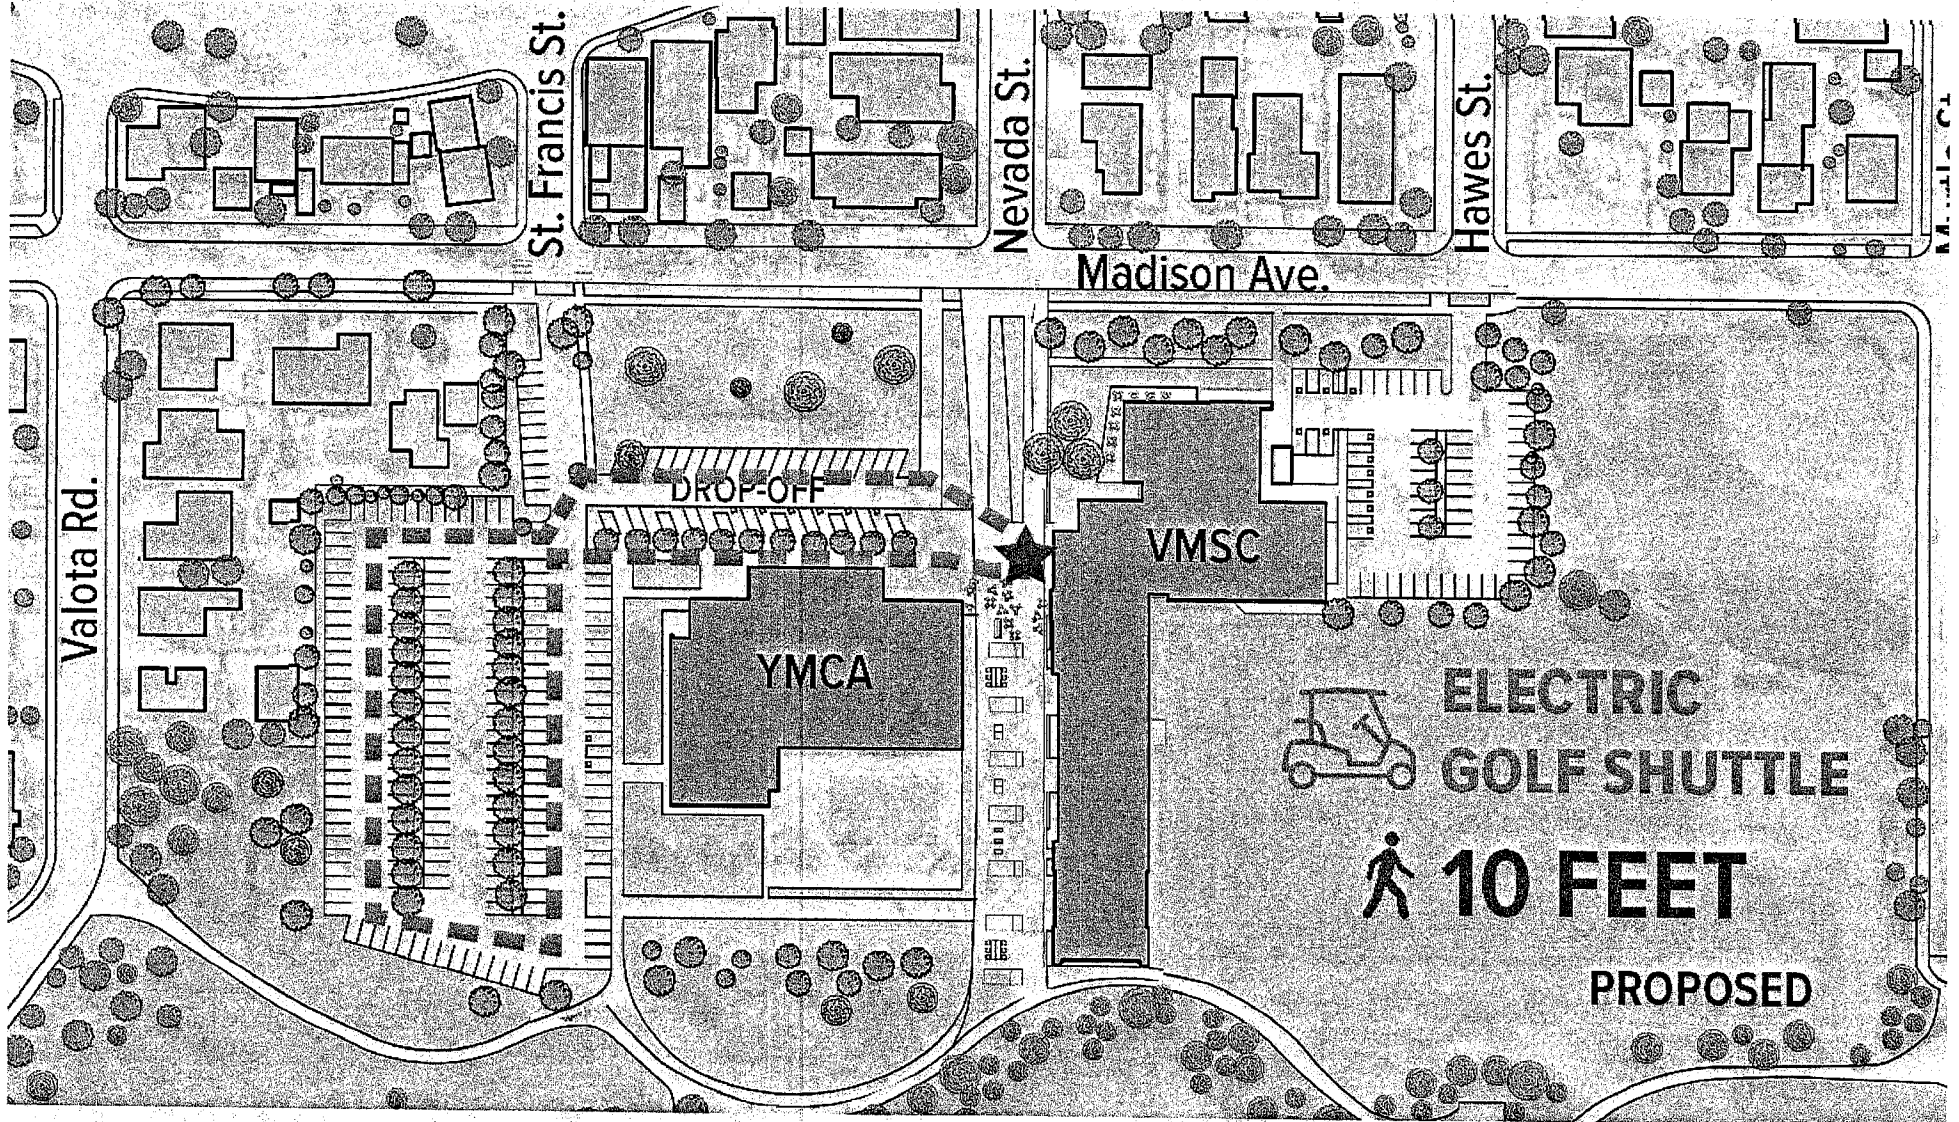 St. Francis St.
Nevada St.
Hawes St.
Madison Ave.
Valota Rd.
DROP-OFF
VMSC
YMCA
ELECTRIC
GOLF SHUTTLE
10 FEET
PROPOSED